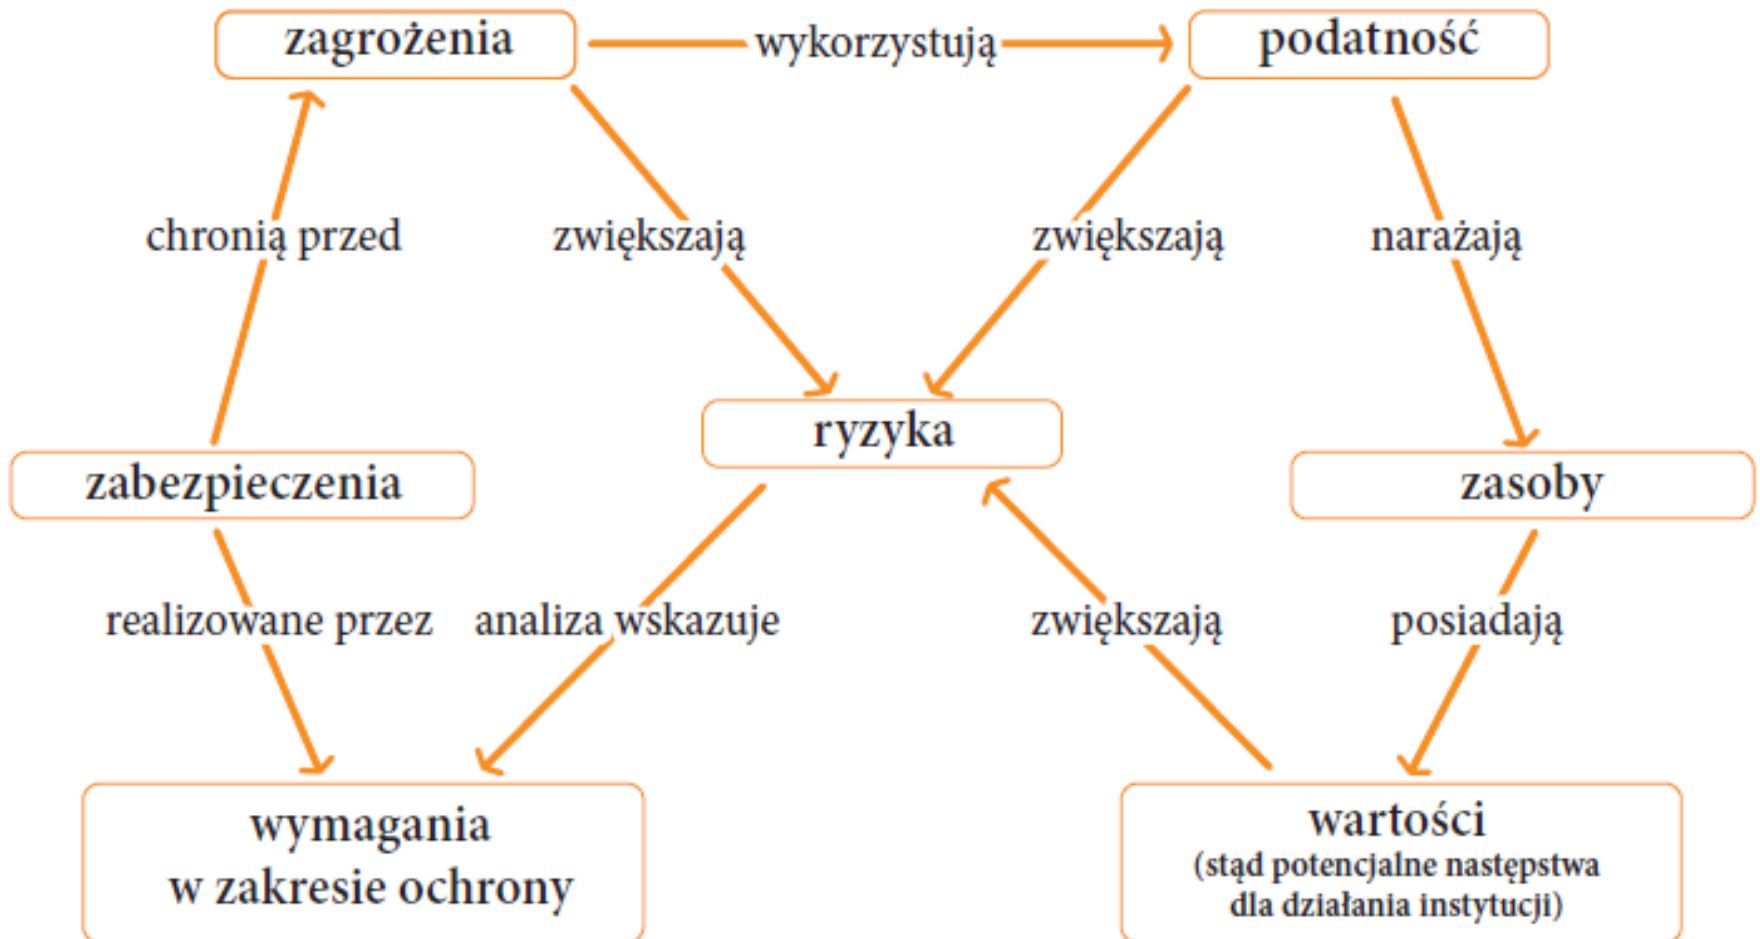 zagrożenia
wykorzystują
podatność
chronią przed
zwiększają
zwiększają
narażają
ryzyka
zabezpieczenia
zasoby
realizowane przez
analiza wskazuje
zwiększają
posiadają
wymagania
w zakresie ochrony
wartości
(stąd potencjalne następstwa
dla działania instytucji)